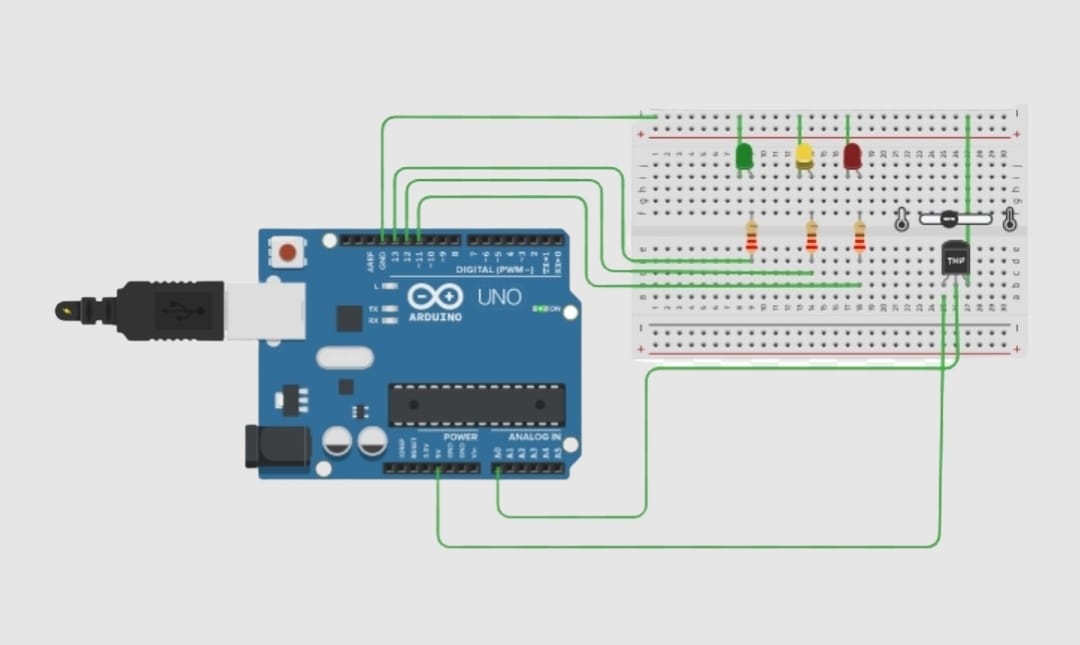 AREF
GND
13
12
~11
~10
~9
8
7
~6
~5
4
~3
2
TX→1
RX←0
DIGITAL (PWM~)
L
TX
RX
UNO
ARDUINO
ON
POWER
ANALOG IN
IOREF
RESET
3.3V
5V
GND
GND
Vin
A0
A1
A2
A3
A4
A5
TMP